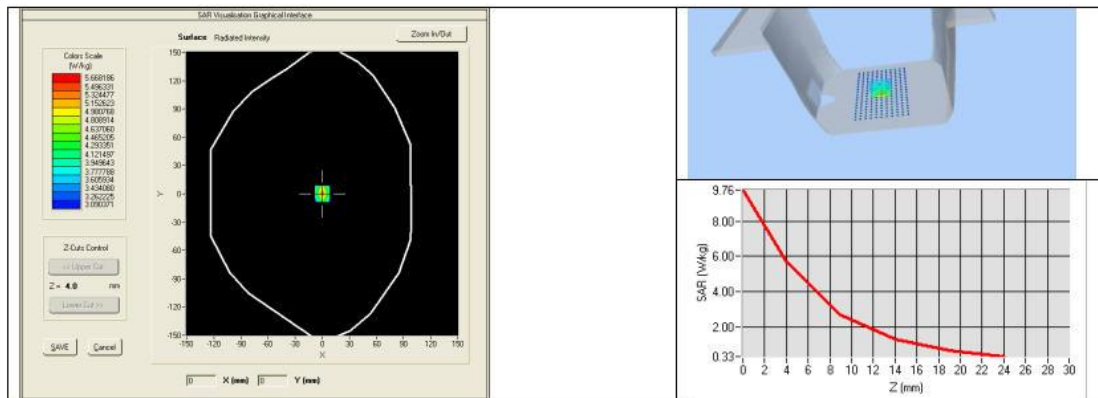 SAR Visualisation Graphical Interface
Surface Radiated Intensity
Zoom In/Out
Colors Scale
(W/kg)
5.668186
5.496331
5.324477
5.152623
4.980768
4.808914
4.637060
4.465205
4.293351
4.121497
3.949643
3.777788
3.605934
3.434080
3.262225
3.090371
Z-Cuts Control
<< Upper Cut
Z = 4.0 mm
Lower Cut >>
SAVE Cancel
150
120
90
60
30
0
-30
-60
-90
-120
-150
Y
-150 -120 -90 -60 -30 0 30 60 90 120 150
X
0 X (mm) 0 Y (mm)
9.76
8.00
6.00
4.00
2.00
0.33
SAR (W/kg)
0 2 4 6 8 10 12 14 16 18 20 22 24 26 28 30
Z (mm)